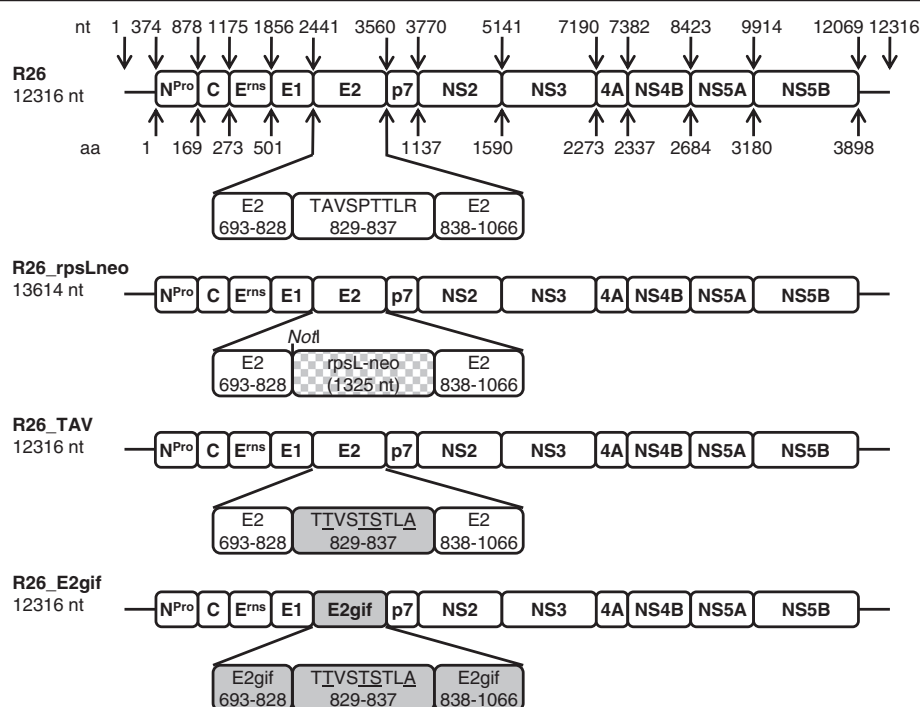 nt 1 374 878 1175 1856 2441 3560 3770 5141 7190 7382 8423 9914 12069 12316
R26
12316 nt
NPro C Erns E1 E2 p7 NS2 NS3 4A NS4B NS5A NS5B
aa 1 169 273 501 1137 1590 2273 2337 2684 3180 3898
E2 TAVSPTTLR E2
693-828 829-837 838-1066
R26_rpsLneo
13614 nt
NPro C Erns E1 E2 p7 NS2 NS3 4A NS4B NS5A NS5B
NotI
E2 rpsL-neo E2
693-828 (1325 nt) 838-1066
R26_TAV
12316 nt
NPro C Erns E1 E2 p7 NS2 NS3 4A NS4B NS5A NS5B
E2 TTVSTSTLA E2
693-828 829-837 838-1066
R26_E2gif
12316 nt
NPro C Erns E1 E2gif p7 NS2 NS3 4A NS4B NS5A NS5B
E2gif TTVSTSTLA E2gif
693-828 829-837 838-1066